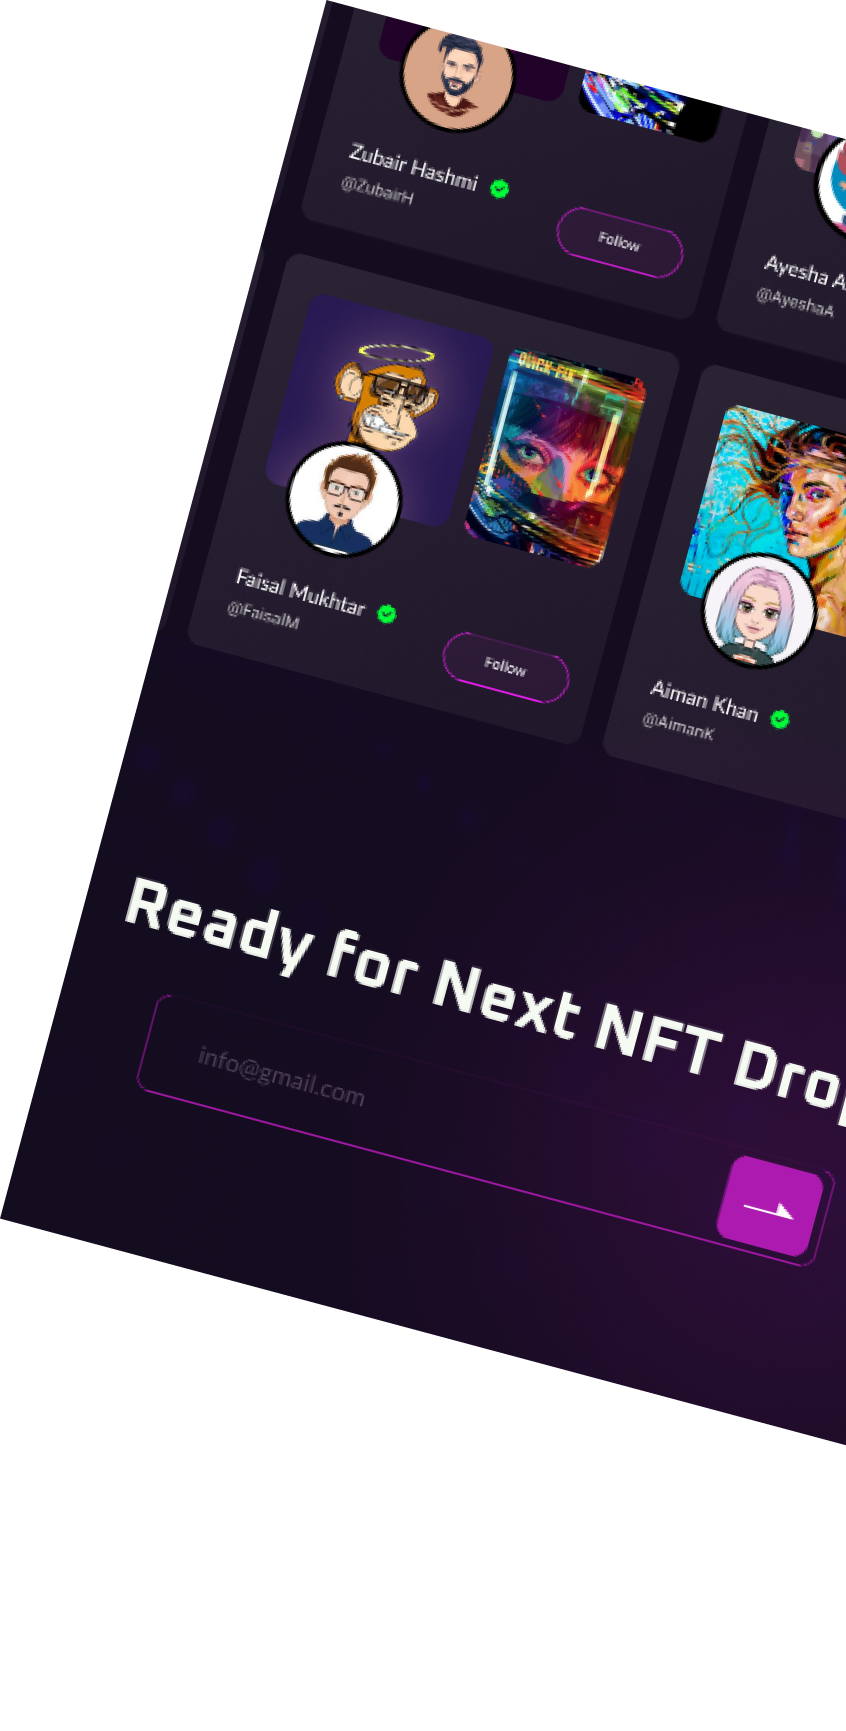 Zubair Hashmi
@ZubairH
Follow
Ayesha A
@AyeshaA
QUICK FIX
Faisal Mukhtar
@FaisalM
Follow
Aiman Khan
@AimanK
Ready for Next NFT Drop
info@gmail.com